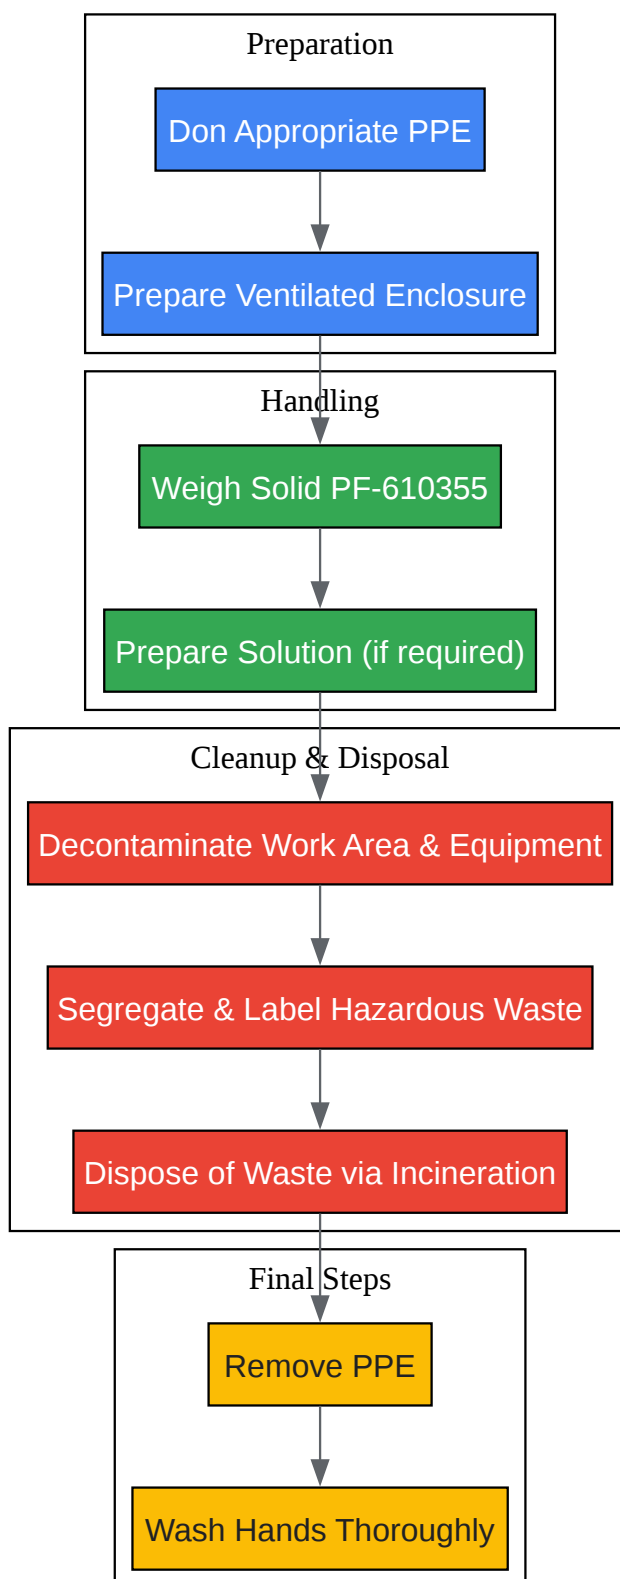 Preparation
Don Appropriate PPE
Prepare Ventilated Enclosure
Handling
Weigh Solid PF-610355
Prepare Solution (if required)
Cleanup & Disposal
Decontaminate Work Area & Equipment
Segregate & Label Hazardous Waste
Dispose of Waste via Incineration
Final Steps
Remove PPE
Wash Hands Thoroughly